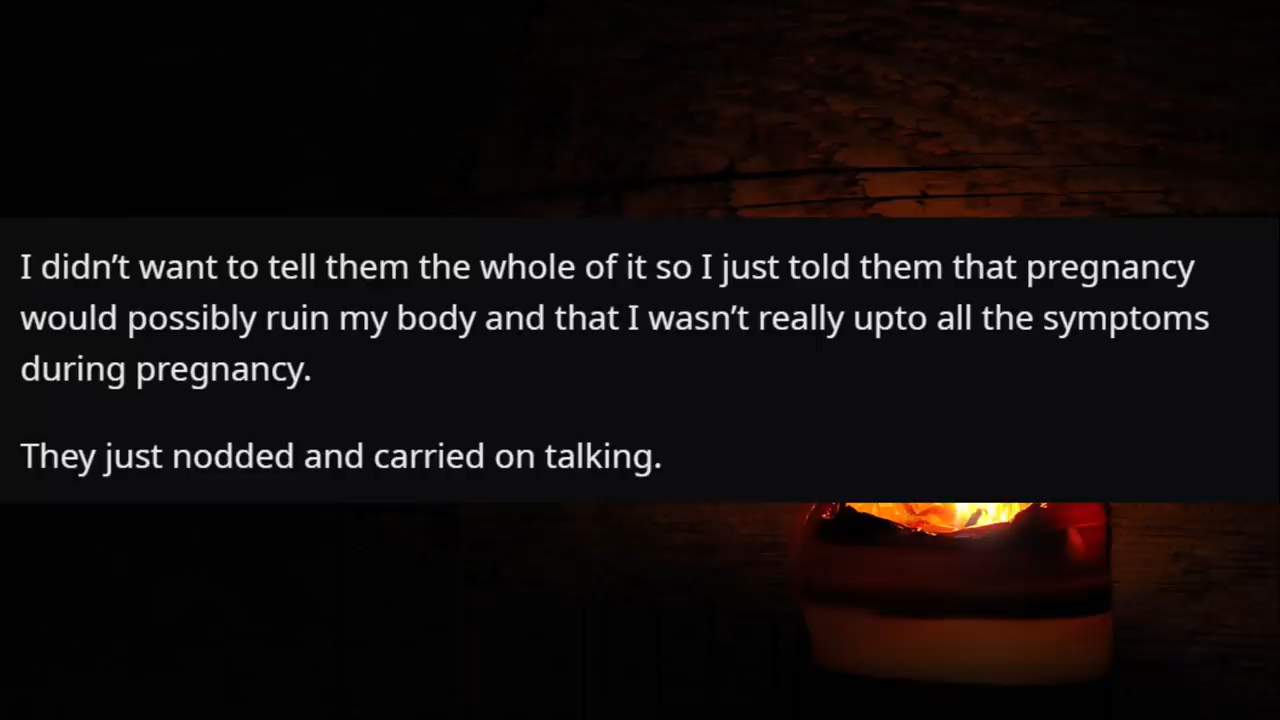 I didn’t want to tell them the whole of it so I just told them that pregnancy
would possibly ruin my body and that I wasn’t really upto all the symptoms
during pregnancy.
They just nodded and carried on talking.